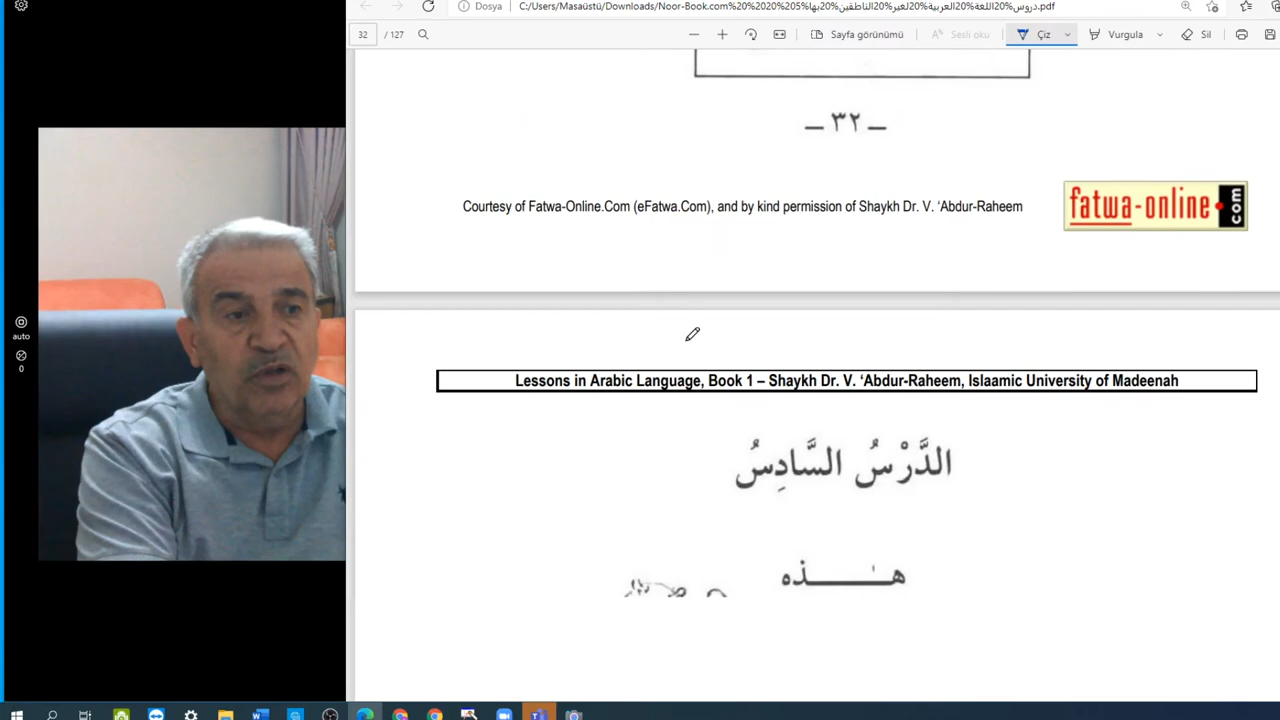 Dosya
C:/Users/Masaüstü/Downloads/Noor-Book.com%20%2020%205%20دروس%20اللغة%20العربية%20لغير%20الناطقين%20بها.pdf
32 / 127
Sayfa görünümü
Sesli oku
Çiz
Vurgula
Sil
– ٣٢ –
Courtesy of Fatwa-Online.Com (eFatwa.Com), and by kind permission of Shaykh Dr. V. ‘Abdur-Raheem
fatwa-online.com
auto
0
Lessons in Arabic Language, Book 1 – Shaykh Dr. V. ‘Abdur-Raheem, Islaamic University of Madeenah
الدَّرْسُ السَّادِسُ
هـٰـــذه